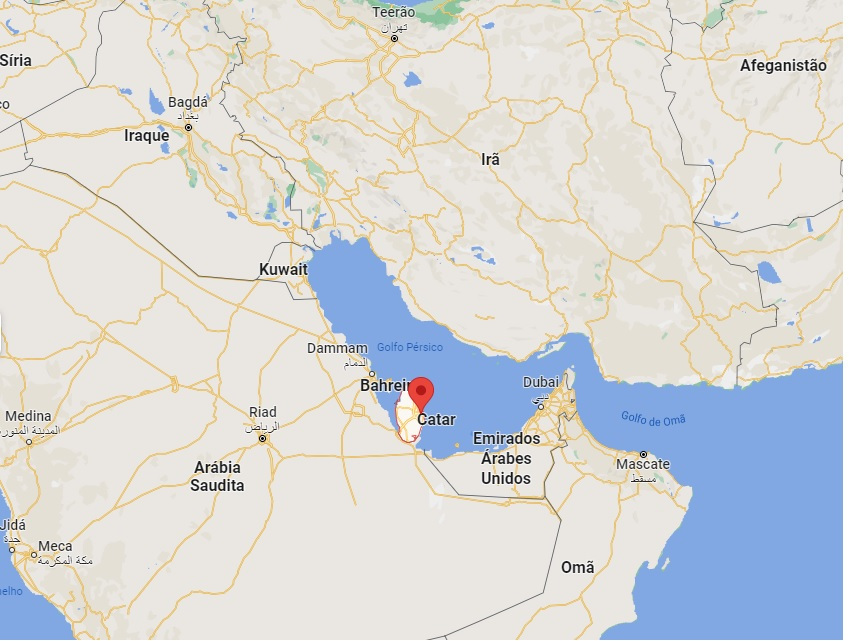 Teerão
تهران
Síria
Afeganistão
co
Bagdá
بغداد
Iraque
Irã
Kuwait
Dammam
الدمام
Golfo Pérsico
Bahrein
Dubai
دبي
Medina
المدينة المنورة
Riad
الرياض
Catar
Golfo de Omã
Emirados
Árabes
Unidos
Mascate
مسقط
Arábia
Saudita
Jidá
جدة
Meca
مكة المكرمة
Omã
elho